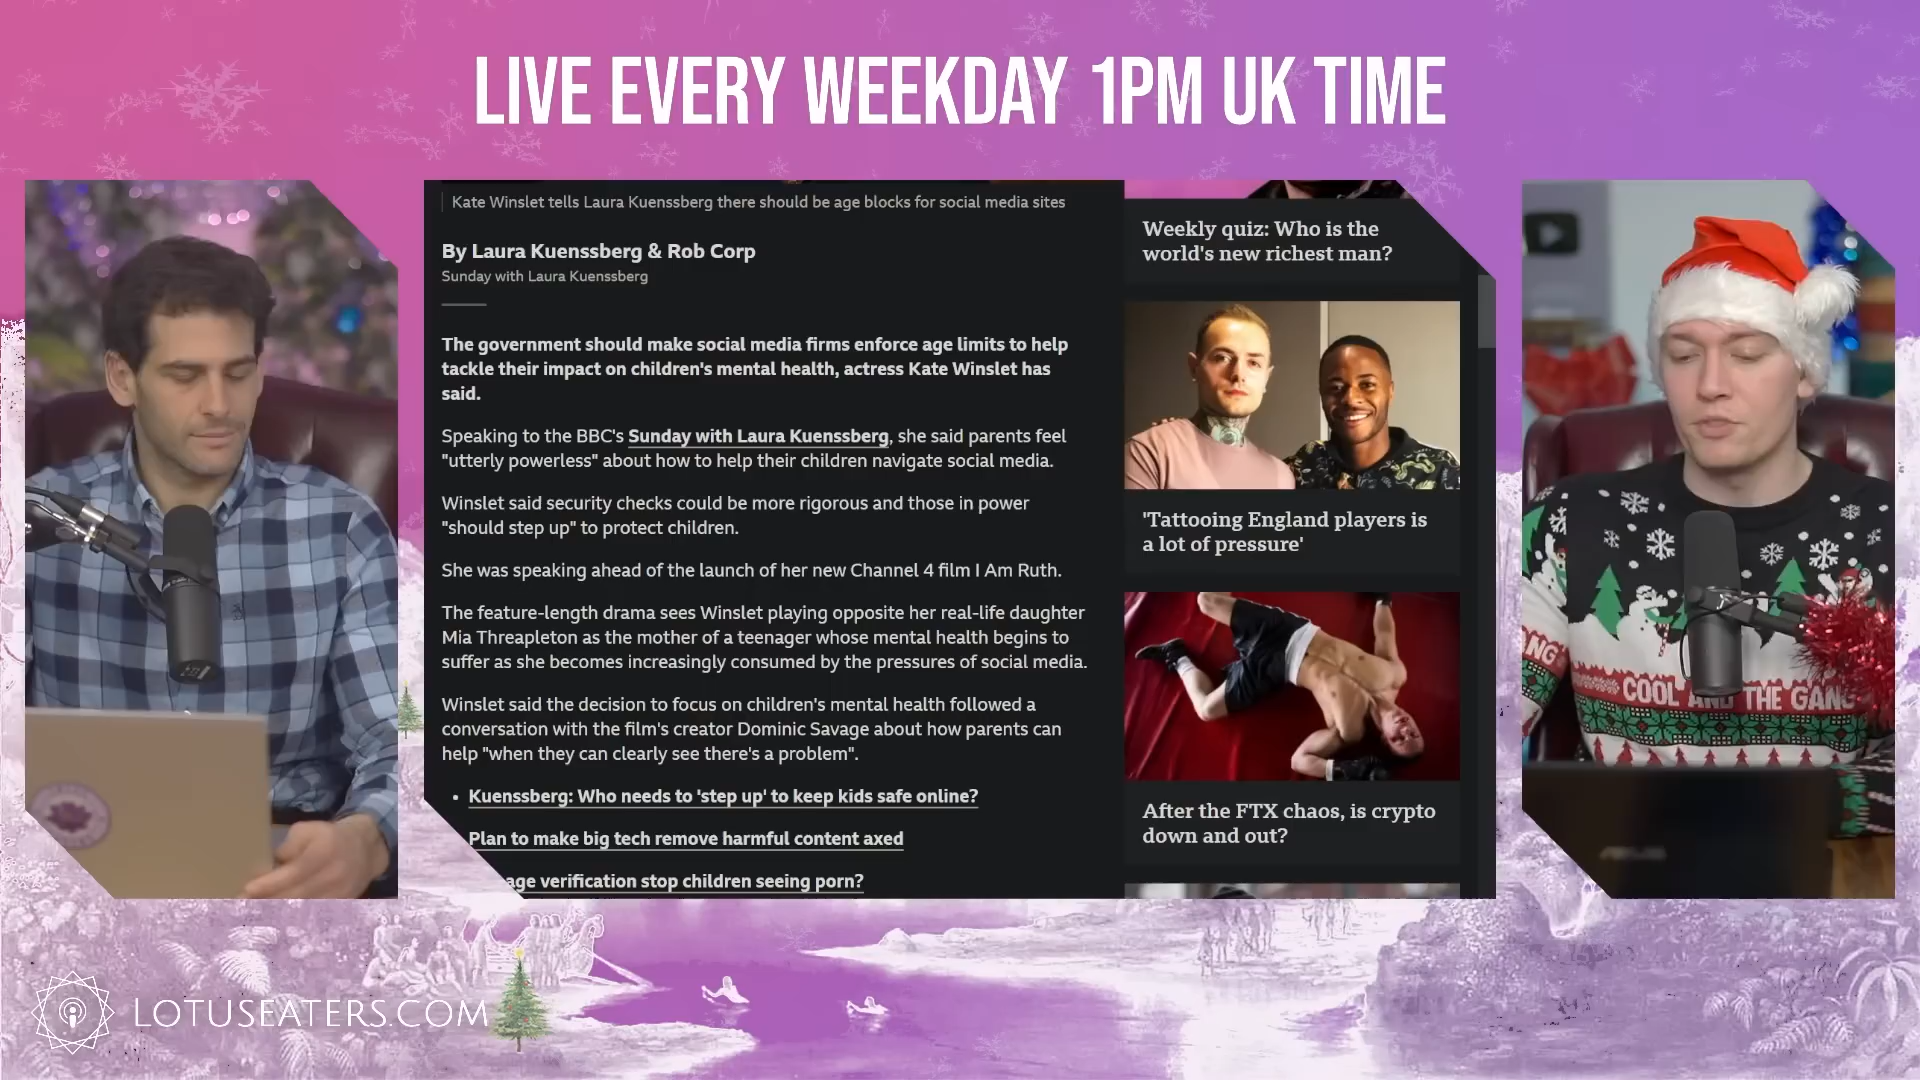 LIVE EVERY WEEKDAY 1PM UK TIME
Kate Winslet tells Laura Kuenssberg there should be age blocks for social media sites
By Laura Kuenssberg & Rob Corp
Sunday with Laura Kuenssberg
The government should make social media firms enforce age limits to help
tackle their impact on children's mental health, actress Kate Winslet has
said.
Speaking to the BBC's Sunday with Laura Kuenssberg, she said parents feel
"utterly powerless" about how to help their children navigate social media.
Winslet said security checks could be more rigorous and those in power
"should step up" to protect children.
She was speaking ahead of the launch of her new Channel 4 film I Am Ruth.
The feature-length drama sees Winslet playing opposite her real-life daughter
Mia Threapleton as the mother of a teenager whose mental health begins to
suffer as she becomes increasingly consumed by the pressures of social media.
Winslet said the decision to focus on children's mental health followed a
conversation with the film's creator Dominic Savage about how parents can
help "when they can clearly see there's a problem".
• Kuenssberg: Who needs to 'step up' to keep kids safe online?
Plan to make big tech remove harmful content axed
age verification stop children seeing porn?
Weekly quiz: Who is the
world's new richest man?
'Tattooing England players is
a lot of pressure'
After the FTX chaos, is crypto
down and out?
NG
COOL AND THE GANG
LOTUSEATERS.COM